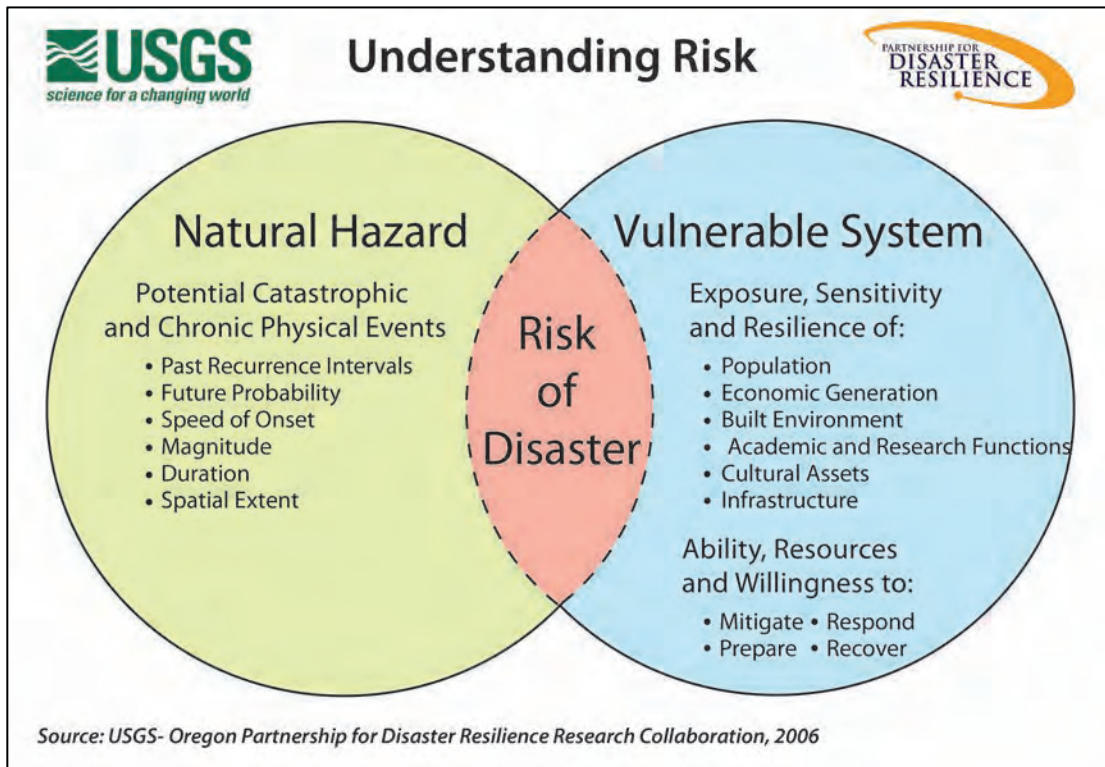 USGS
science for a changing world
Understanding Risk
PARTNERSHIP FOR
DISASTER
RESILIENCE
Natural Hazard
Potential Catastrophic
and Chronic Physical Events
• Past Recurrence Intervals
• Future Probability
• Speed of Onset
• Magnitude
• Duration
• Spatial Extent
Risk
of
Disaster
Vulnerable System
Exposure, Sensitivity
and Resilience of:
• Population
• Economic Generation
• Built Environment
• Academic and Research Functions
• Cultural Assets
• Infrastructure
Ability, Resources
and Willingness to:
• Mitigate • Respond
• Prepare • Recover
Source: USGS- Oregon Partnership for Disaster Resilience Research Collaboration, 2006